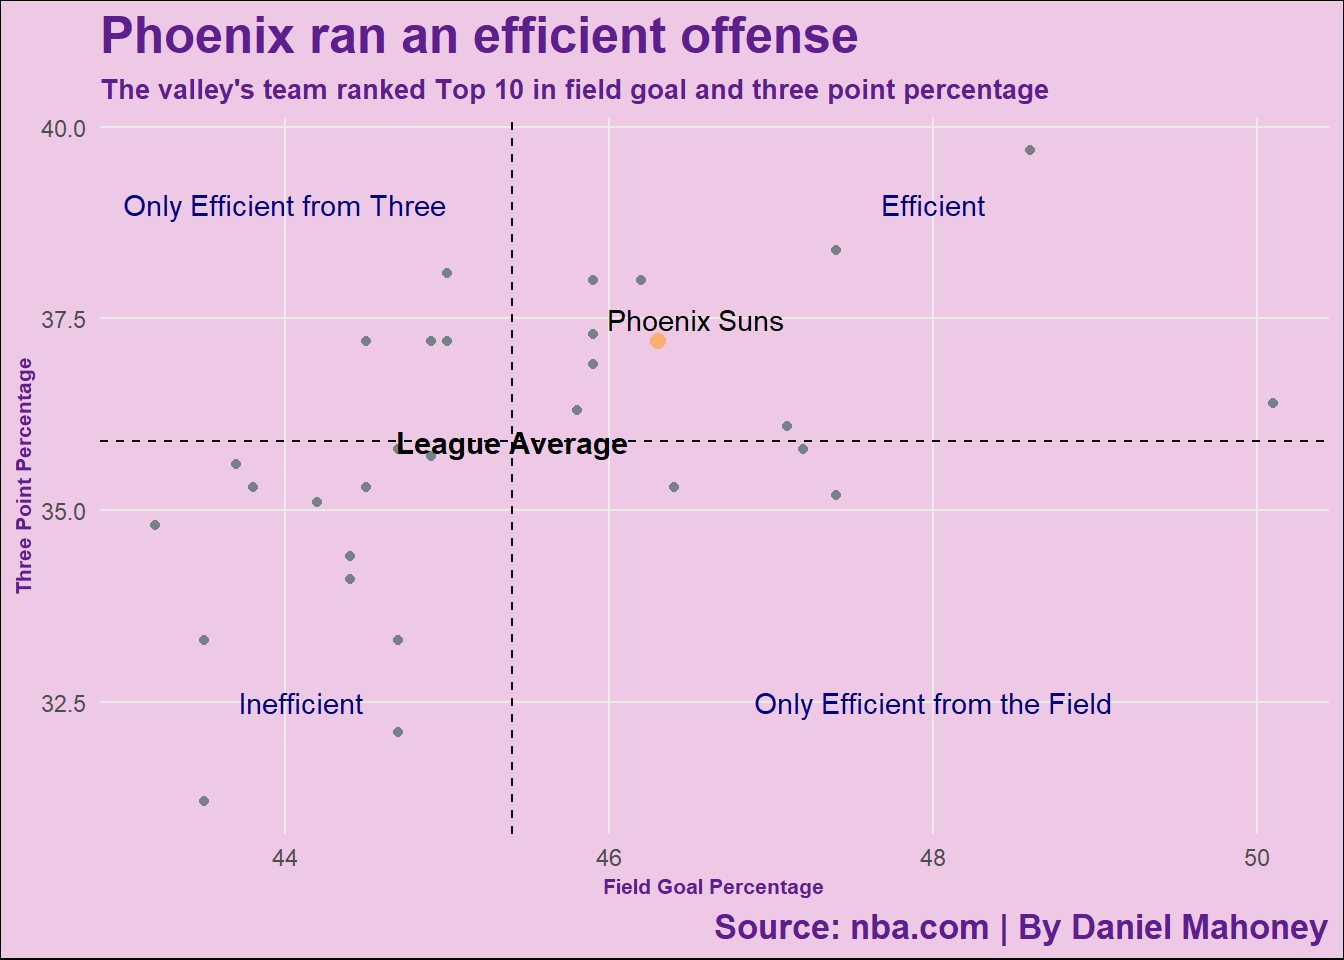 Phoenix ran an efficient offense
The valley's team ranked Top 10 in field goal and three point percentage
40.0
Only Efficient from Three
Efficient
37.5
Phoenix Suns
Three Point Percentage
League Average
35.0
32.5
Inefficient
Only Efficient from the Field
44
46
48
50
Field Goal Percentage
Source: nba.com | By Daniel Mahoney